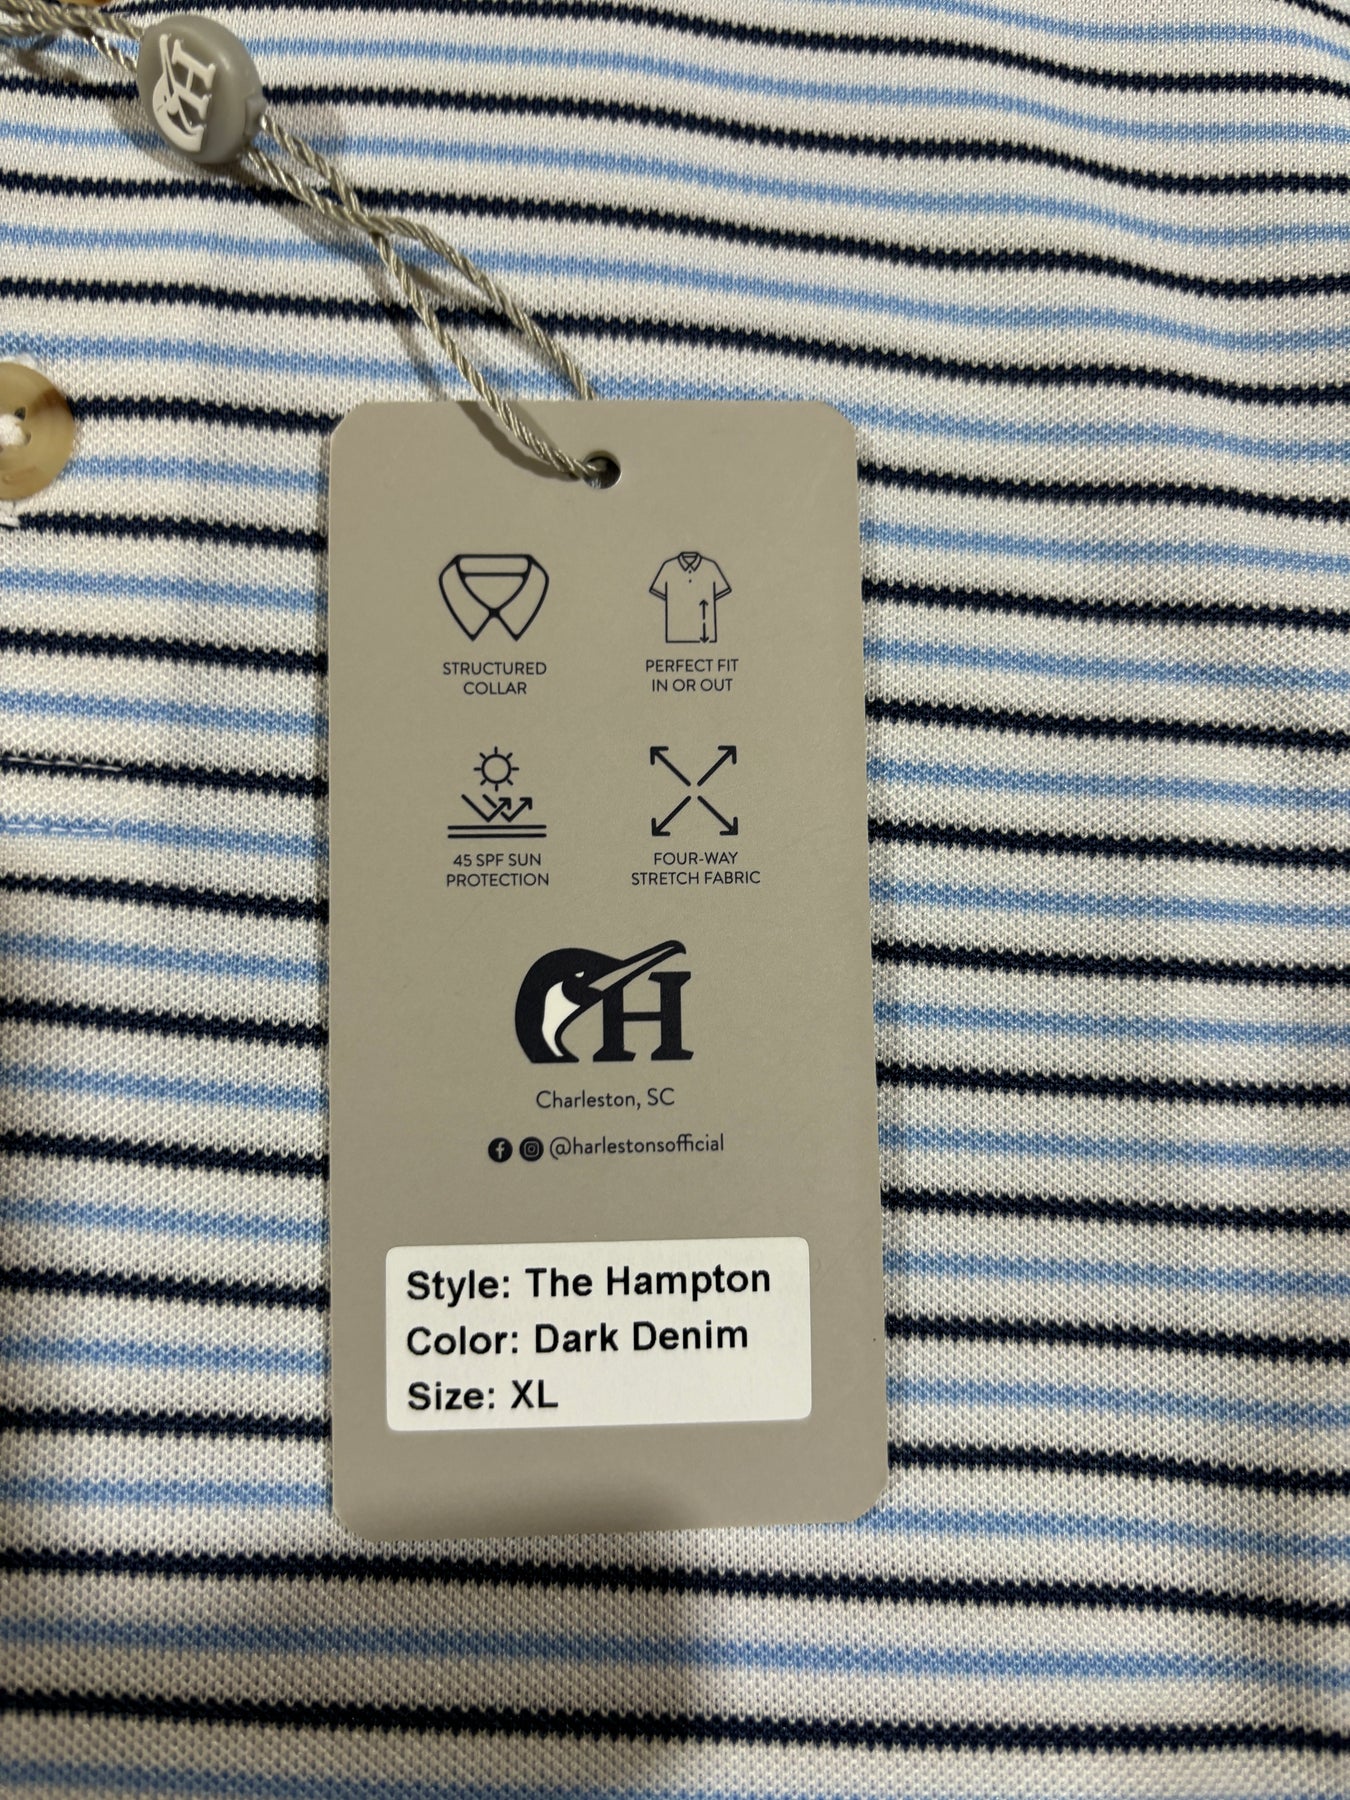 H
STRUCTURED
COLLAR
PERFECT FIT
IN OR OUT
45 SPF SUN
PROTECTION
FOUR-WAY
STRETCH FABRIC
H
Charleston, SC
@harlestonsofficial
Style: The Hampton
Color: Dark Denim
Size: XL